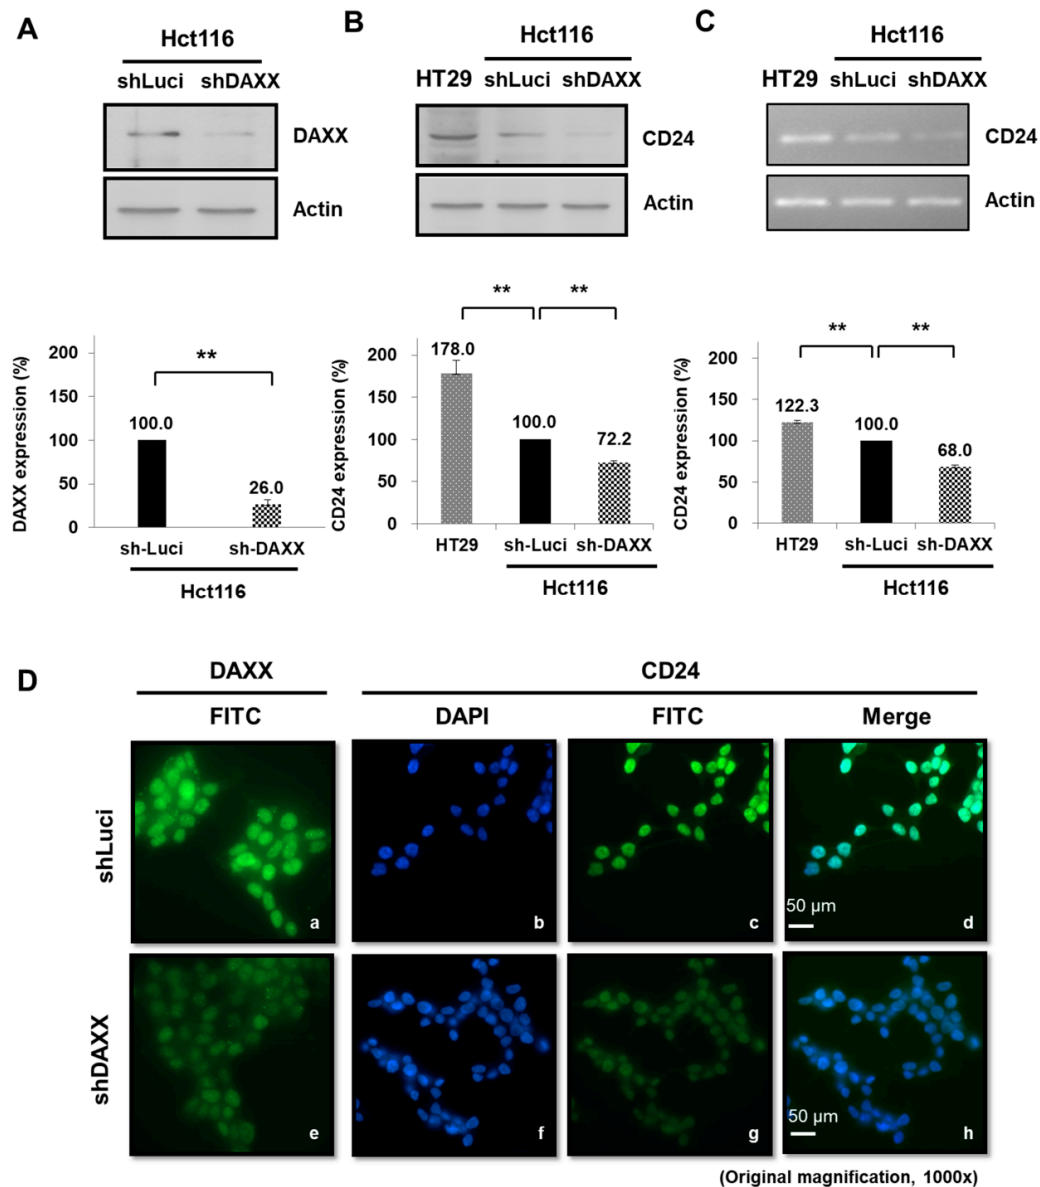 A
Hct116
shLuci shDAXX
DAXX
Actin
200
150
100
50
0
DAXX expression (%)
**
100.0
26.0
sh-Luci sh-DAXX
Hct116
B
Hct116
HT29 shLuci shDAXX
CD24
Actin
** **
200
150
100
50
0
CD24 expression (%)
178.0
100.0
72.2
HT29 sh-Luci sh-DAXX
Hct116
C
Hct116
HT29 shLuci shDAXX
CD24
Actin
** **
200
150
100
50
0
CD24 expression (%)
122.3
100.0
68.0
HT29 sh-Luci sh-DAXX
Hct116
D
DAXX CD24
FITC DAPI FITC Merge
shLuci
a b c 50 µm d
shDAXX
e f g 50 µm h
(Original magnification, 1000x)